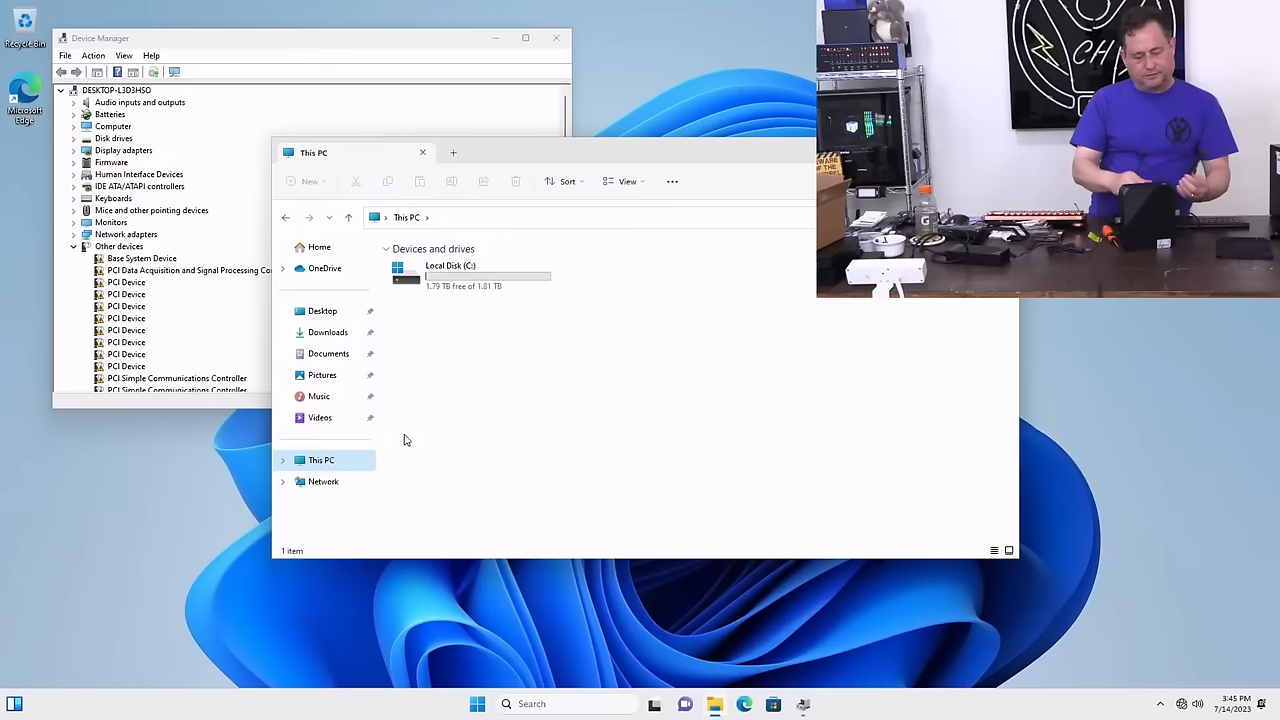 Recycle Bin
Microsoft Edge
Device Manager
File Action View Help
Audio inputs and outputs
Batteries
Computer
Disk drives
Display adapters
Firmware
Human Interface Devices
IDE ATA/ATAPI controllers
Keyboards
Mice and other pointing devices
Monitors
Network adapters
Other devices
Base System Device
PCI Data Acquisition and Signal Processing Co
PCI Device
PCI Device
PCI Device
PCI Device
PCI Device
PCI Device
PCI Device
PCI Device
PCI Simple Communications Controller
PCI Simple Communications Controller
This PC
New Sort View
This PC
Home
OneDrive
Desktop
Downloads
Documents
Pictures
Music
Videos
This PC
Network
Devices and drives
Local Disk (C:)
1.79 TB free of 1.81 TB
1 item
CH
Search
3:45 PM
7/14/2023